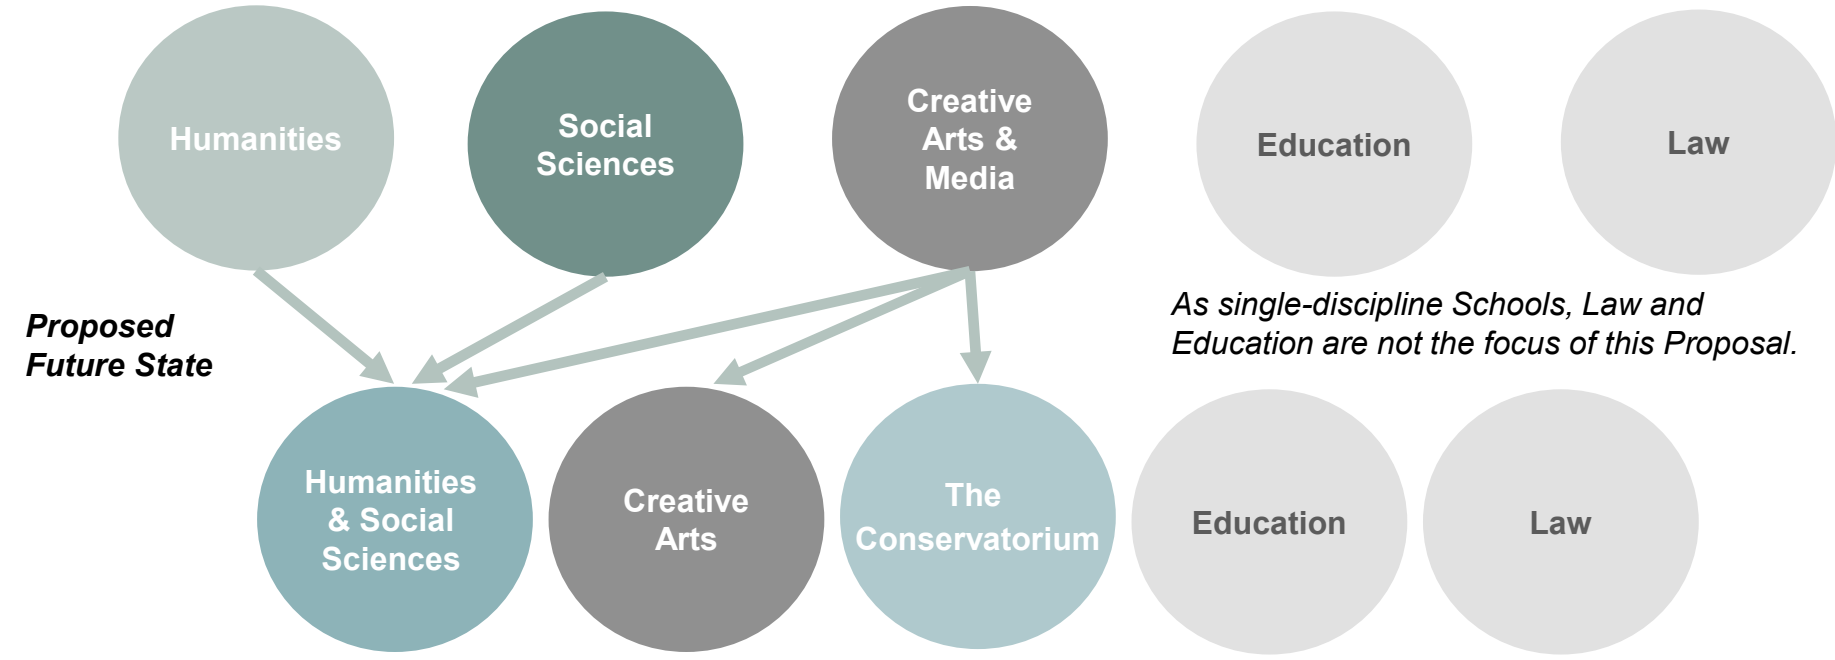 Humanities
Social
Sciences
Creative
Arts &
Media
Education
Law
Proposed
Future State
As single-discipline Schools, Law and
Education are not the focus of this Proposal.
Humanities
& Social
Sciences
Creative
Arts
The
Conservatorium
Education
Law